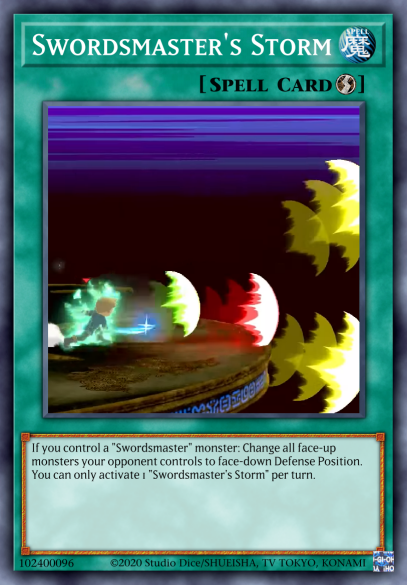 Swordsmaster's Storm
SPELL
魔
[Spell Card]
If you control a "Swordsmaster" monster: Change all face-up
monsters your opponent controls to face-down Defense Position.
You can only activate 1 "Swordsmaster's Storm" per turn.
102400096 ©2020 Studio Dice/SHUEISHA, TV TOKYO, KONAMI